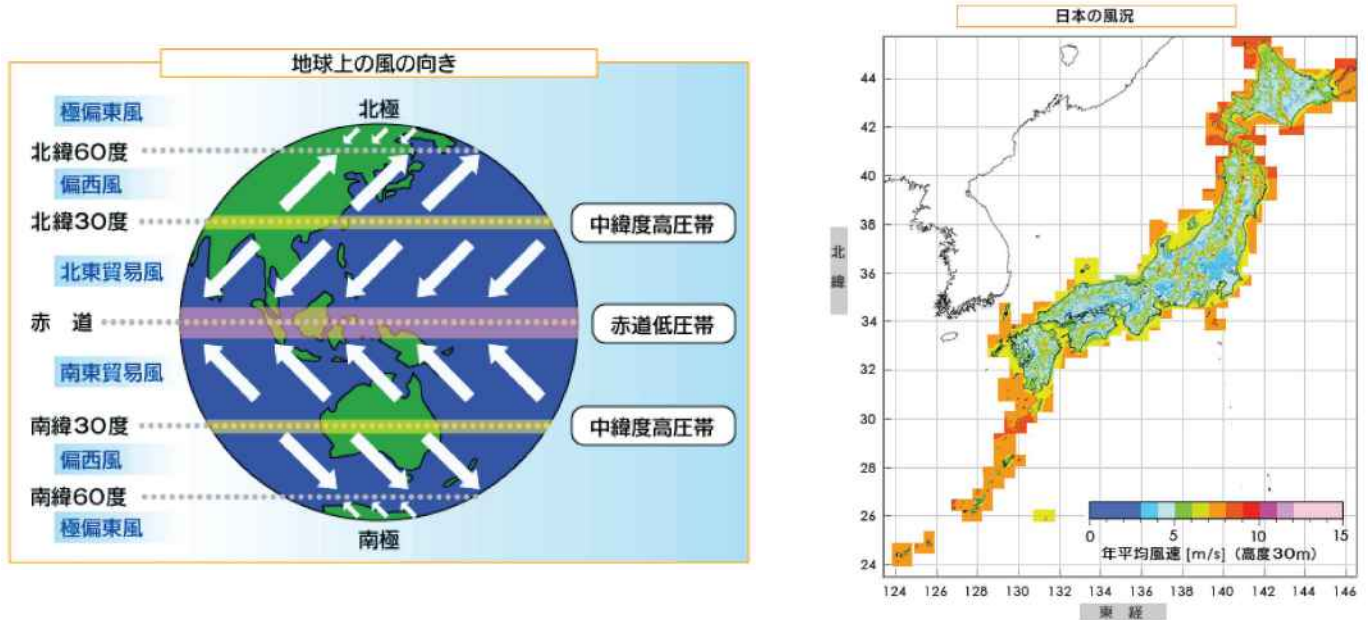 地球上の風の向き
極偏東風
北極
北緯60度
偏西風
北緯30度
中緯度高圧帯
北東貿易風
赤　道
赤道低圧帯
南東貿易風
南緯30度
中緯度高圧帯
偏西風
南緯60度
極偏東風
南極
日本の風況
44
42
40
38
36
34
32
30
28
26
24
北緯
0 5 10 15
年平均風速 [m/s]（高度30m）
124 126 128 130 132 134 136 138 140 142 144 146
東経